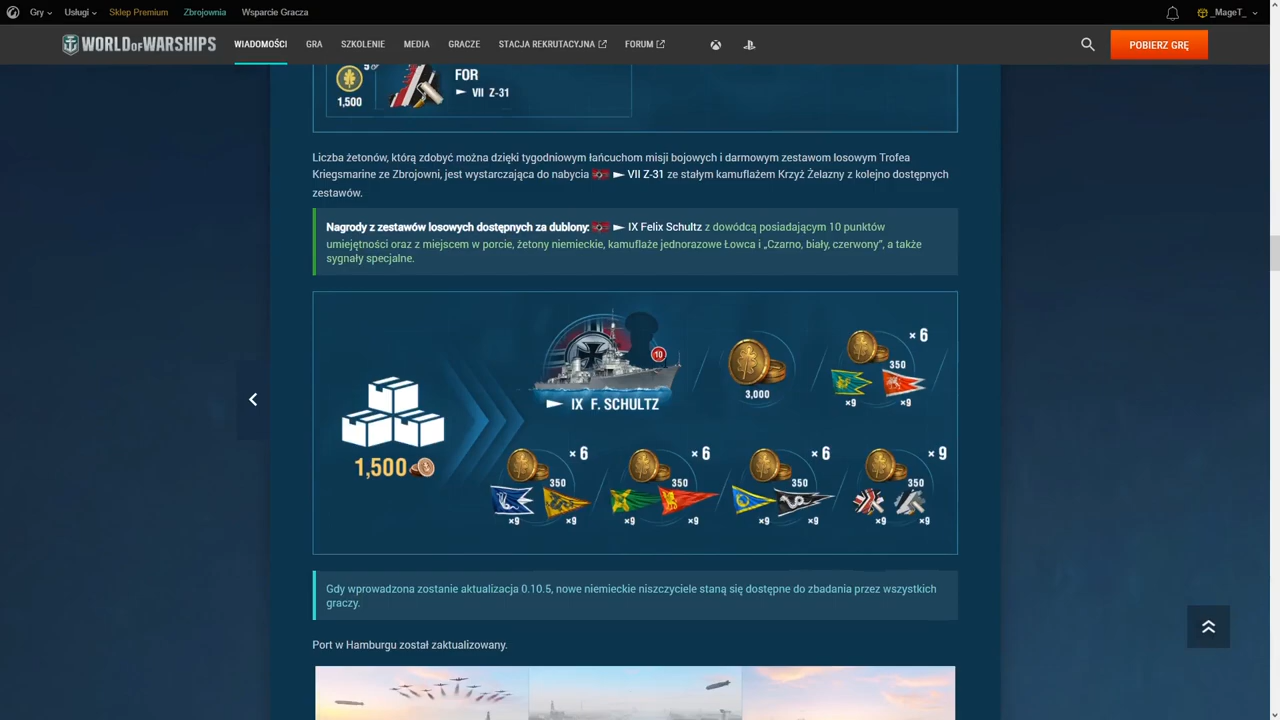 Gry
Usługi
Sklep Premium
Zbrojownia
Wsparcie Gracza
_MageT_
WORLD OF WARSHIPS
WIADOMOŚCI
GRA
SZKOLENIE
MEDIA
GRACZE
STACJA REKRUTACYJNA
FORUM
POBIERZ GRĘ
1,500
FOR
VII Z-31
Liczba żetonów, którą zdobyć można dzięki tygodniowym łańcuchom misji bojowych i darmowym zestawom losowym Trofea
Kriegsmarine ze Zbrojowni, jest wystarczająca do nabycia VII Z-31 ze stałym kamuflażem Krzyż Żelazny z kolejno dostępnych
zestawów.
Nagrody z zestawów losowych dostępnych za dublony: IX Felix Schultz z dowódcą posiadającym 10 punktów
umiejętności oraz z miejscem w porcie, żetony niemieckie, kamuflaże jednorazowe Łowca i „Czarno, biały, czerwony”, a także
sygnały specjalne.
10
IX F. SCHULTZ
3,000
×6
350
×9 ×9
1,500
×6
350
×9 ×9
×6
350
×9 ×9
×6
350
×9 ×9
×9
350
×9 ×9
Gdy wprowadzona zostanie aktualizacja 0.10.5, nowe niemieckie niszczyciele staną się dostępne do zbadania przez wszystkich
graczy.
Port w Hamburgu został zaktualizowany.